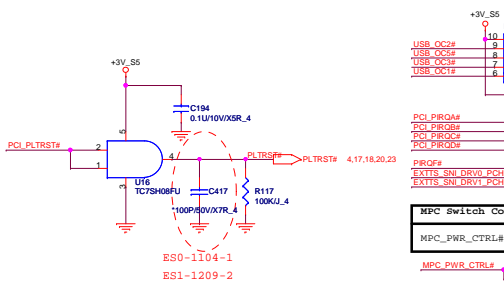 +3V_S5
10
USB_OC2# 9
USB_OC5# 8
USB_OC3# 7
USB_OC1# 6
+3V_S5
C194
0.1U/10V/X5R_4
5
PCI_PLTRST# 2
1
4
3
U16
TC7SH08FU
PLTRST# PLTRST# 4,17,18,20,23
C417
*100P/50V/X7R_4
R117
100K/J_4
ES0-1104-1
ES1-1209-2
PCI_PIRQA#
PCI_PIRQB#
PCI_PIRQC#
PCI_PIRQD#
PIRQF#
EXTTS_SNI_DRV0_PCH
EXTTS_SNI_DRV1_PCH
MPC Switch Co
MPC_PWR_CTRL#
MPC_PWR_CTRL#